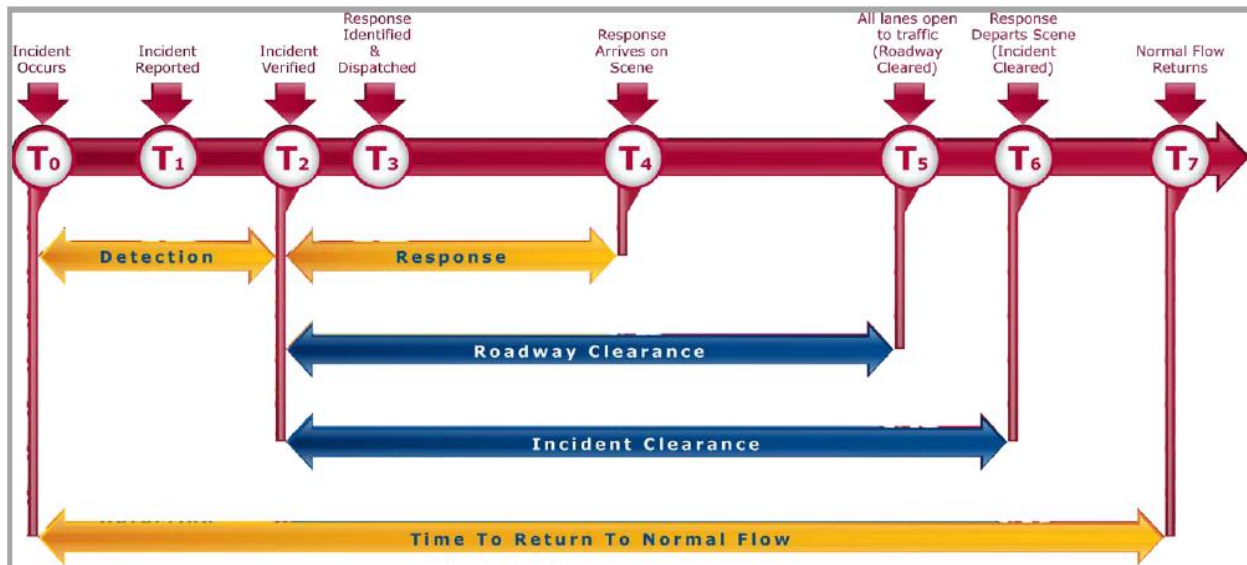 Incident
Occurs
Incident
Reported
Incident
Verified
Response
Identified
&
Dispatched
Response
Arrives on
Scene
All lanes open
to traffic
(Roadway
Cleared)
Response
Departs Scene
(Incident
Cleared)
Normal Flow
Returns
T0
T1
T2
T3
T4
T5
T6
T7
Detection
Response
Roadway Clearance
Incident Clearance
Time To Return To Normal Flow